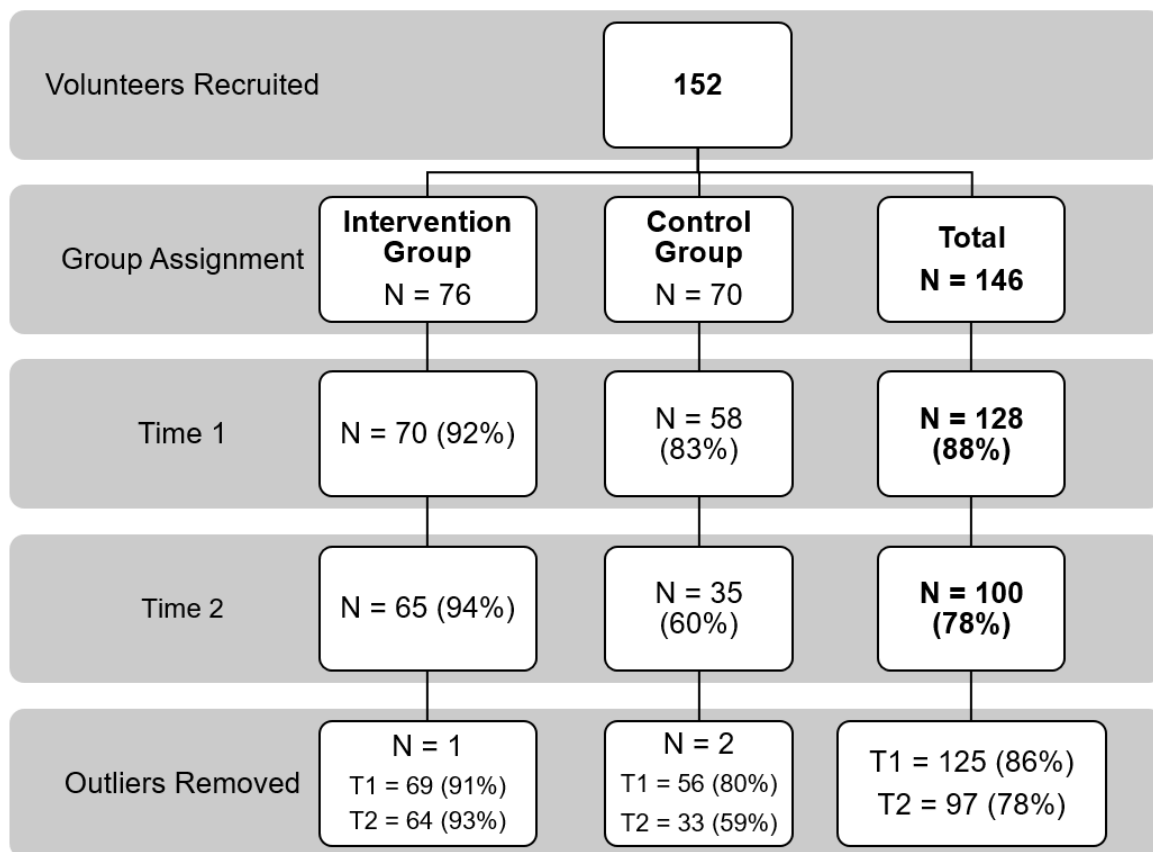 Volunteers Recruited
152
Group Assignment
Intervention
Group
N = 76
Control
Group
N = 70
Total
N = 146
Time 1
N = 70 (92%)
N = 58
(83%)
N = 128
(88%)
Time 2
N = 65 (94%)
N = 35
(60%)
N = 100
(78%)
Outliers Removed
N = 1
T1 = 69 (91%)
T2 = 64 (93%)
N = 2
T1 = 56 (80%)
T2 = 33 (59%)
T1 = 125 (86%)
T2 = 97 (78%)